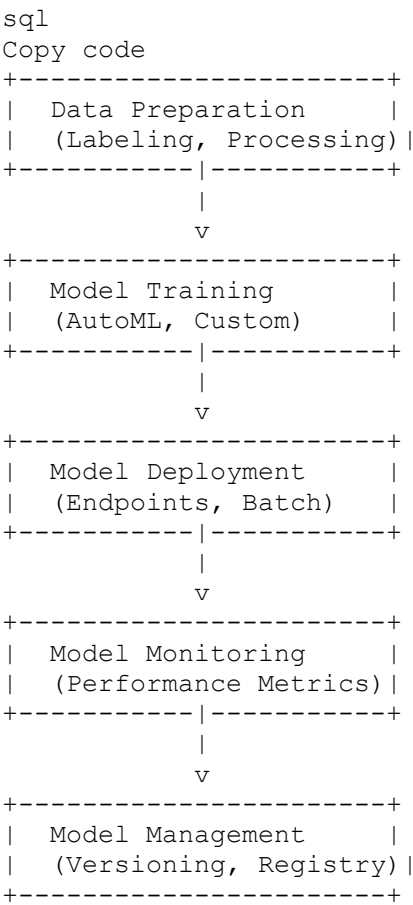 sql
Copy code
+-----------------------+
|  Data Preparation     |
|  (Labeling, Processing)|
+-----------|-----------+
            |
            v
+-----------------------+
|  Model Training       |
|  (AutoML, Custom)     |
+-----------|-----------+
            |
            v
+-----------------------+
|  Model Deployment     |
|  (Endpoints, Batch)   |
+-----------|-----------+
            |
            v
+-----------------------+
|  Model Monitoring     |
|  (Performance Metrics)|
+-----------|-----------+
            |
            v
+-----------------------+
|  Model Management     |
|  (Versioning, Registry)|
+-----------------------+